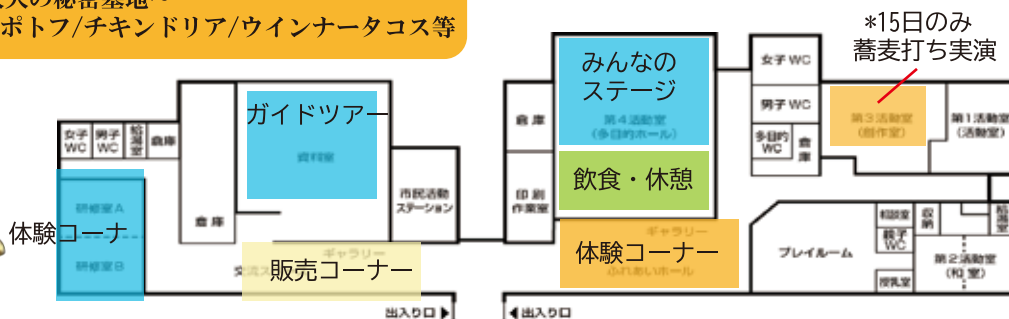 ポトフ/チキンドリア/ウインナータコス等
*15日のみ
蕎麦打ち実演
女子WC
みんなの
ステージ
第4活動室
(多目的ホール)
男子WC
倉庫
多目的WC
倉庫
第3活動室
(創作室)
第1活動室
(活動室)
ガイドツアー
資料室
女子WC
男子WC
給湯室
倉庫
飲食・休憩
研修室A
体験コーナ
研修室B
倉庫
市民活動
ステーション
印刷
作業室
ギャラリー
販売コーナー
ギャラリー
体験コーナー
ふれあいホール
プレイルーム
相談室
親子WC
授乳室
収納
第2活動室
(和室)
出入り口▶
◀出入り口